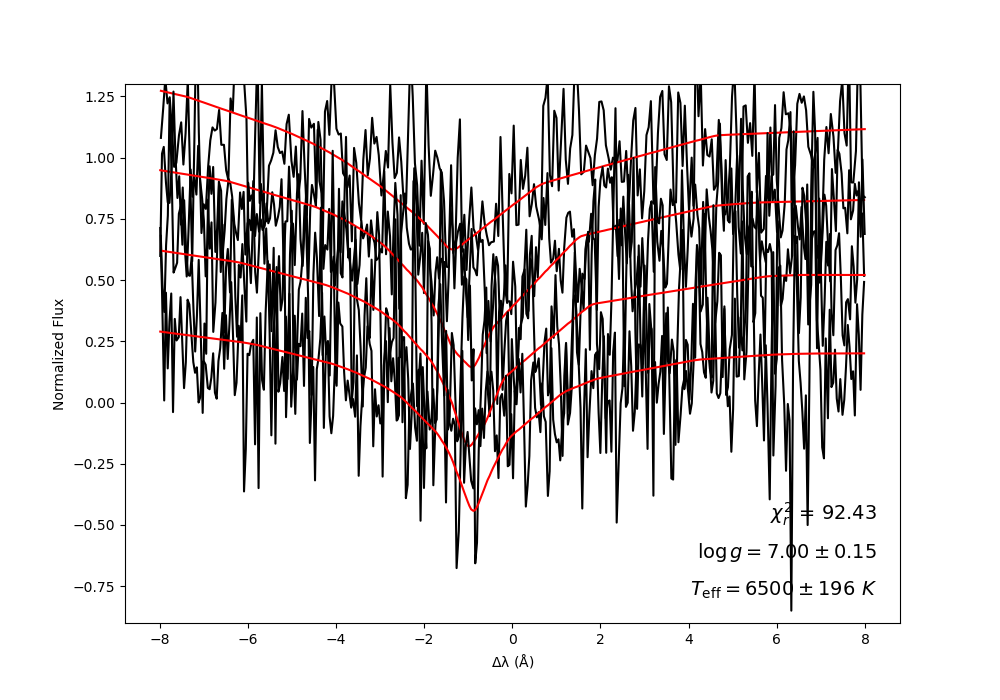 1.25
1.00
0.75
0.50
0.25
0.00
−0.25
−0.50
−0.75
Normalized Flux
χ²ᵣ = 92.43
log g = 7.00 ± 0.15
T_eff = 6500 ± 196 K
−8 −6 −4 −2 0 2 4 6 8
Δλ (Å)